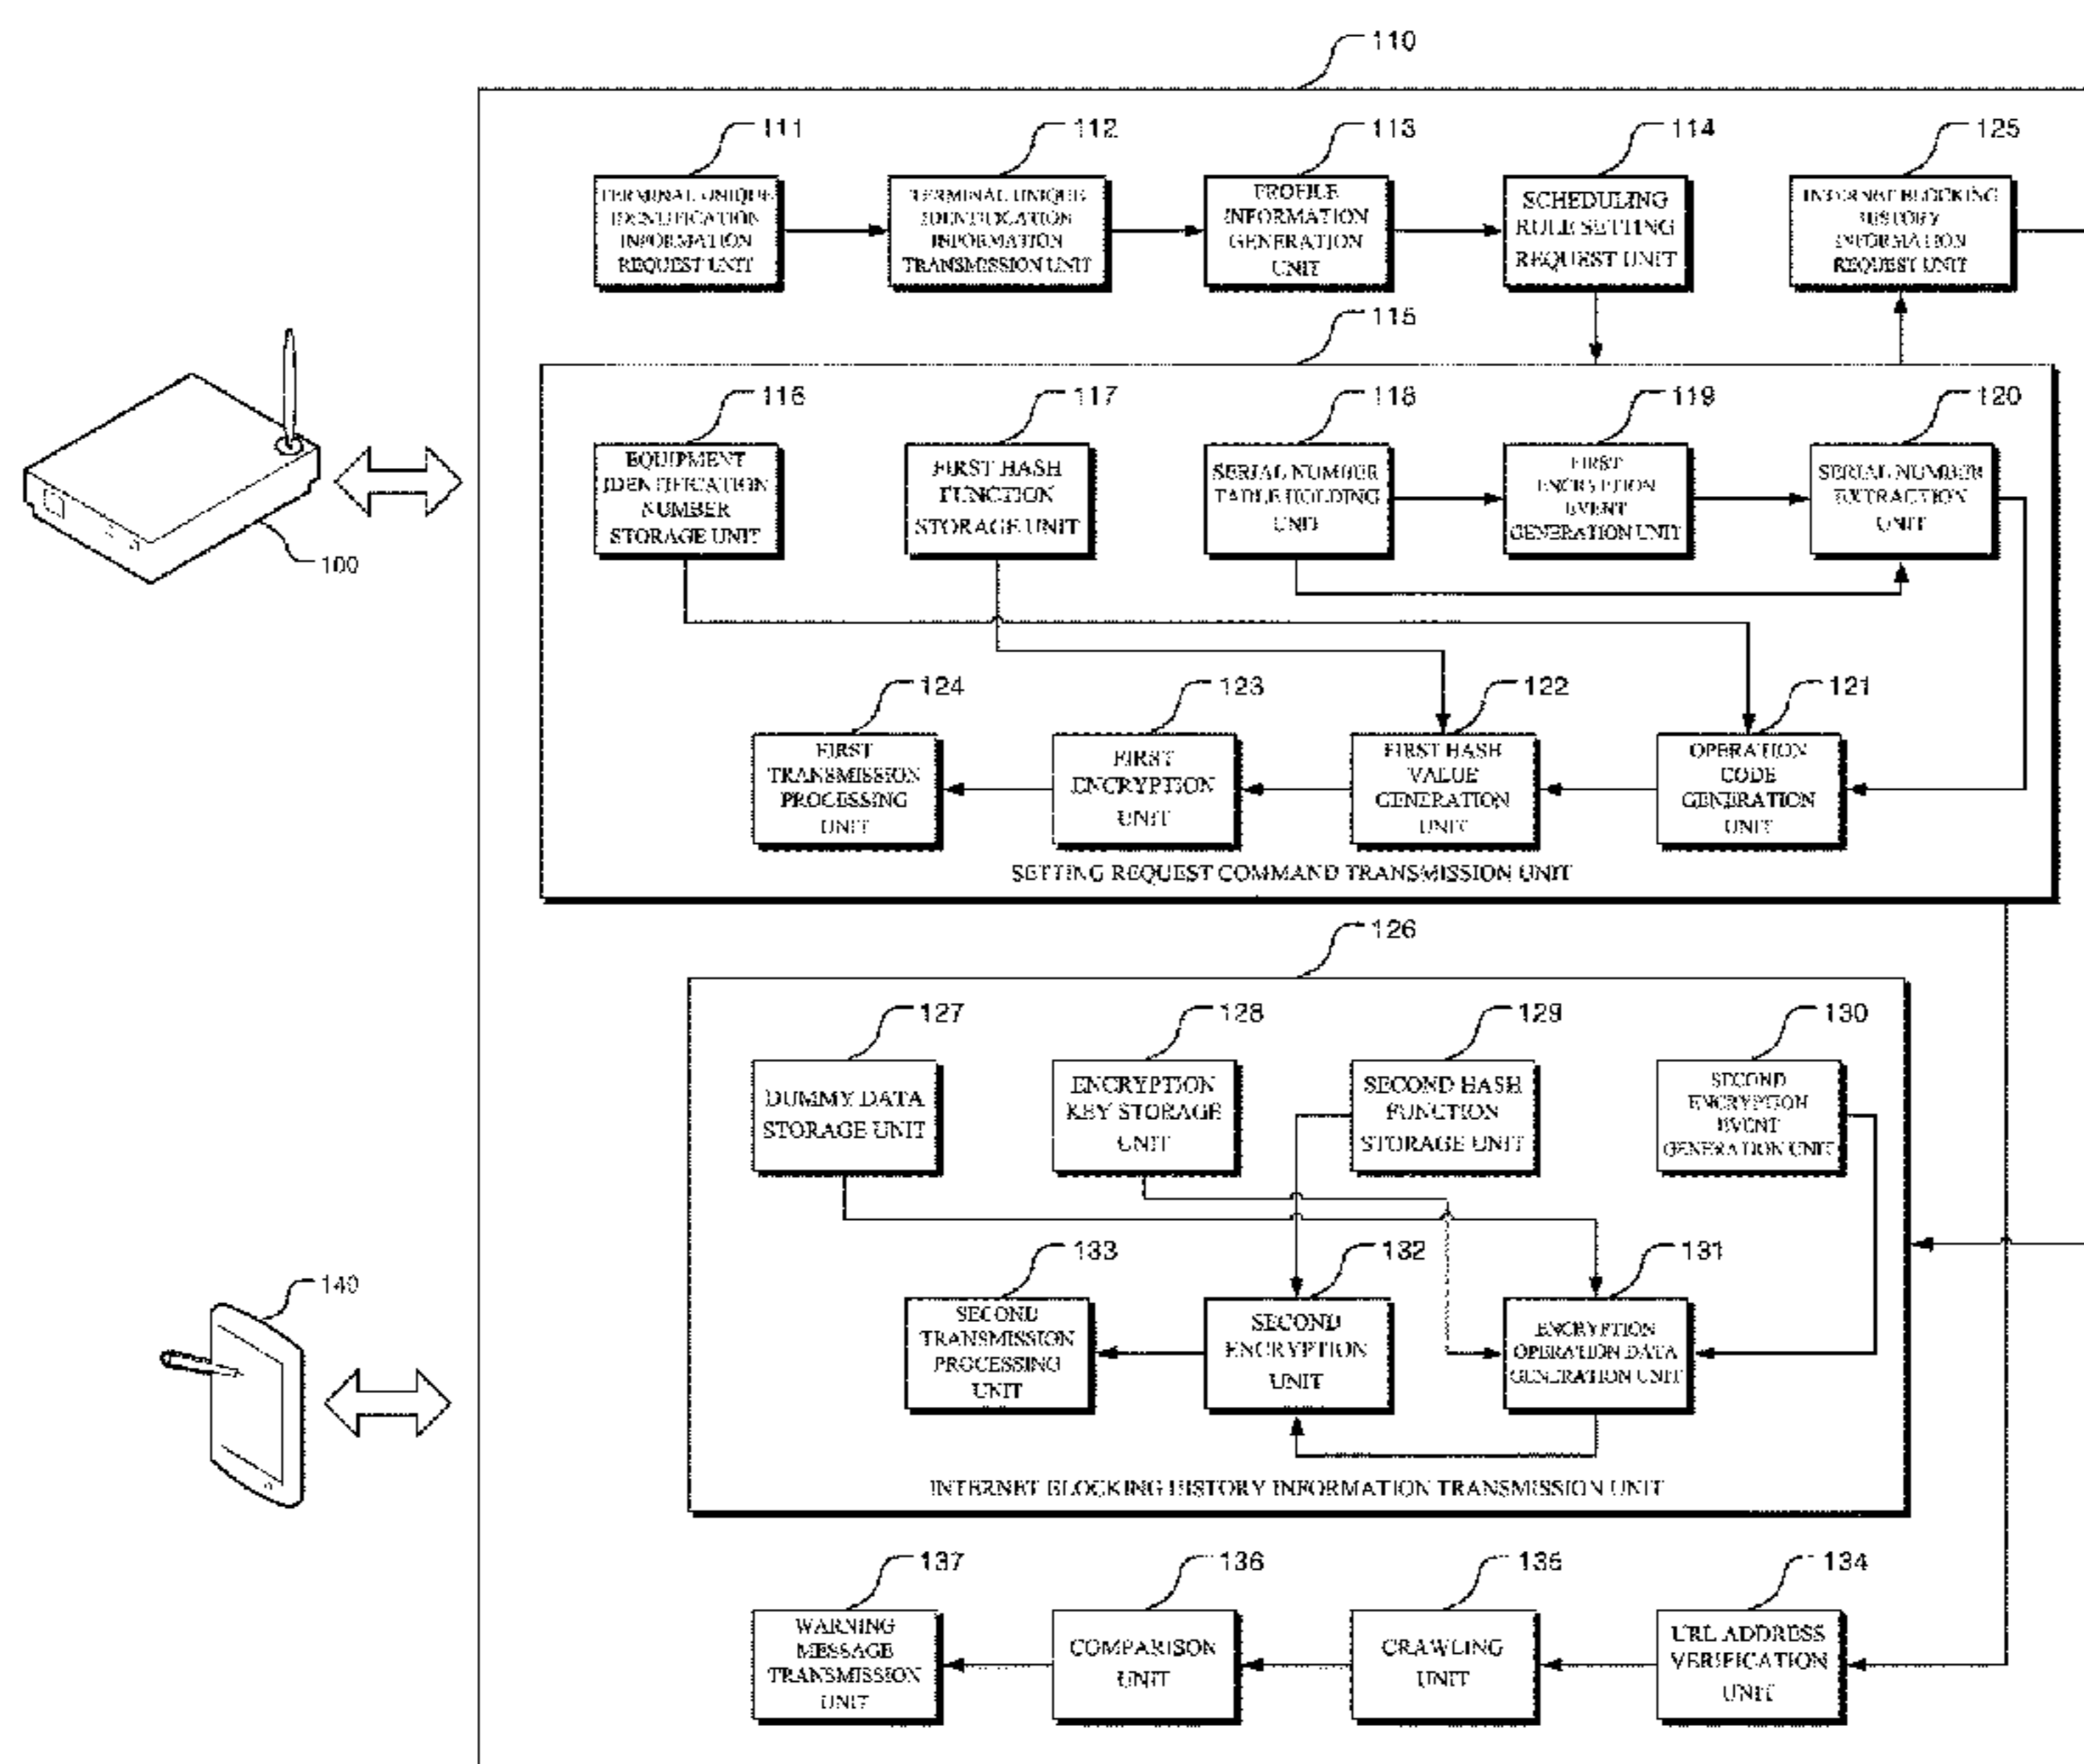 110
111
112
113
114
125
TERMINAL UNIQUE
IDENTIFICATION
INFORMATION
REQUEST UNIT
TERMINAL UNIQUE
IDENTIFICATION
INFORMATION
TRANSMISSION UNIT
PROFILE
INFORMATION
GENERATION
UNIT
SCHEDULING
RULE SETTING
REQUEST UNIT
INTERNET BLOCKING
HISTORY
INFORMATION
REQUEST UNIT
115
116
117
118
119
120
EQUIPMENT
IDENTIFICATION
NUMBER
STORAGE UNIT
FIRST HASH
FUNCTION
STORAGE UNIT
SERIAL NUMBER
TABLE HOLDING
UNIT
FIRST
ENCRYPTION
EVENT
GENERATION UNIT
SERIAL NUMBER
EXTRACTION
UNIT
100
124
123
122
121
FIRST
TRANSMISSION
PROCESSING
UNIT
FIRST
ENCRYPTION
UNIT
FIRST HASH
VALUE
GENERATION
UNIT
OPERATION
CODE
GENERATION
UNIT
SETTING REQUEST COMMAND TRANSMISSION UNIT
126
127
128
129
130
DUMMY DATA
STORAGE UNIT
ENCRYPTION
KEY STORAGE
UNIT
SECOND HASH
FUNCTION
STORAGE UNIT
SECOND
ENCRYPTION
EVENT
GENERATION UNIT
133
132
131
SECOND
TRANSMISSION
PROCESSING
UNIT
SECOND
ENCRYPTION
UNIT
ENCRYPTION
OPERATION DATA
GENERATION UNIT
140
INTERNET BLOCKING HISTORY INFORMATION TRANSMISSION UNIT
137
136
135
134
WARNING
MESSAGE
TRANSMISSION
UNIT
COMPARISON
UNIT
CRAWLING
UNIT
URL ADDRESS
VERIFICATION
UNIT